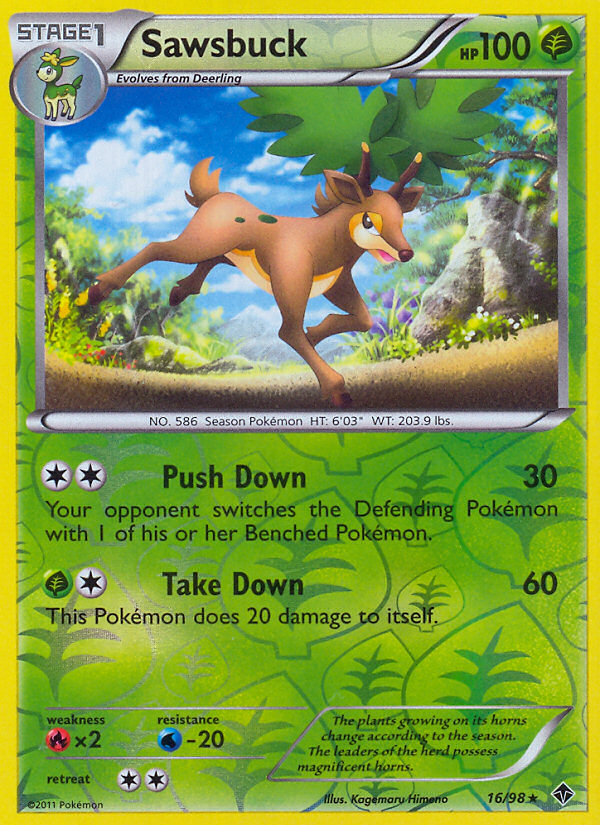 STAGE1
Sawsbuck
HP100
Evolves from Deerling
NO. 586 Season Pokémon HT: 6'03" WT: 203.9 lbs.
Push Down 30
Your opponent switches the Defending Pokémon
with 1 of his or her Benched Pokémon.
Take Down 60
This Pokémon does 20 damage to itself.
weakness
×2
resistance
-20
retreat
The plants growing on its horns
change according to the season.
The leaders of the herd possess
magnificent horns.
©2011 Pokémon
Illus. Kagemaru Himeno
16/98★